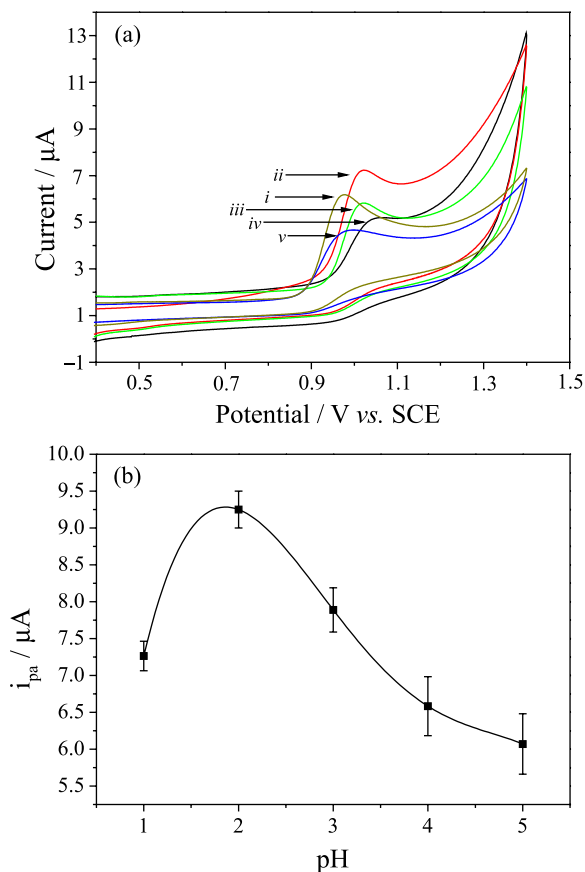 (a)
13
11
9
7
5
3
1
−1
Current / µA
ii
i
iii
iv
v
0.5 0.7 0.9 1.1 1.3 1.5
Potential / V vs. SCE
(b)
10.0
9.5
9.0
8.5
8.0
7.5
7.0
6.5
6.0
5.5
ipa / µA
1 2 3 4 5
pH